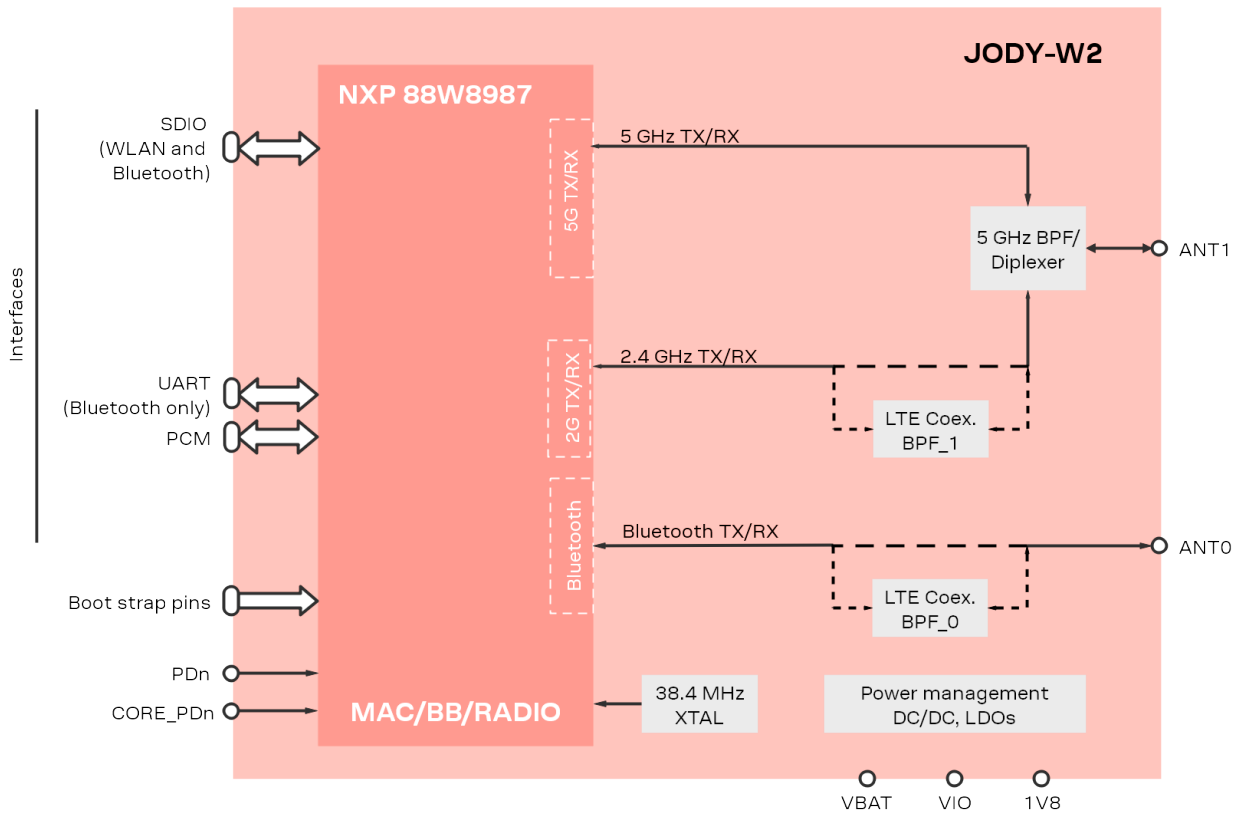 JODY-W2
NXP 88W8987
SDIO
(WLAN and
Bluetooth)
5 GHz TX/RX
5G TX/RX
5 GHz BPF/
Diplexer
ANT1
Interfaces
2.4 GHz TX/RX
2G TX/RX
UART
(Bluetooth only)
PCM
LTE Coex.
BPF_1
Bluetooth TX/RX
Bluetooth
ANT0
LTE Coex.
BPF_0
Boot strap pins
PDn
CORE_PDn
MAC/BB/RADIO
38.4 MHz
XTAL
Power management
DC/DC, LDOs
VBAT
VIO
1V8